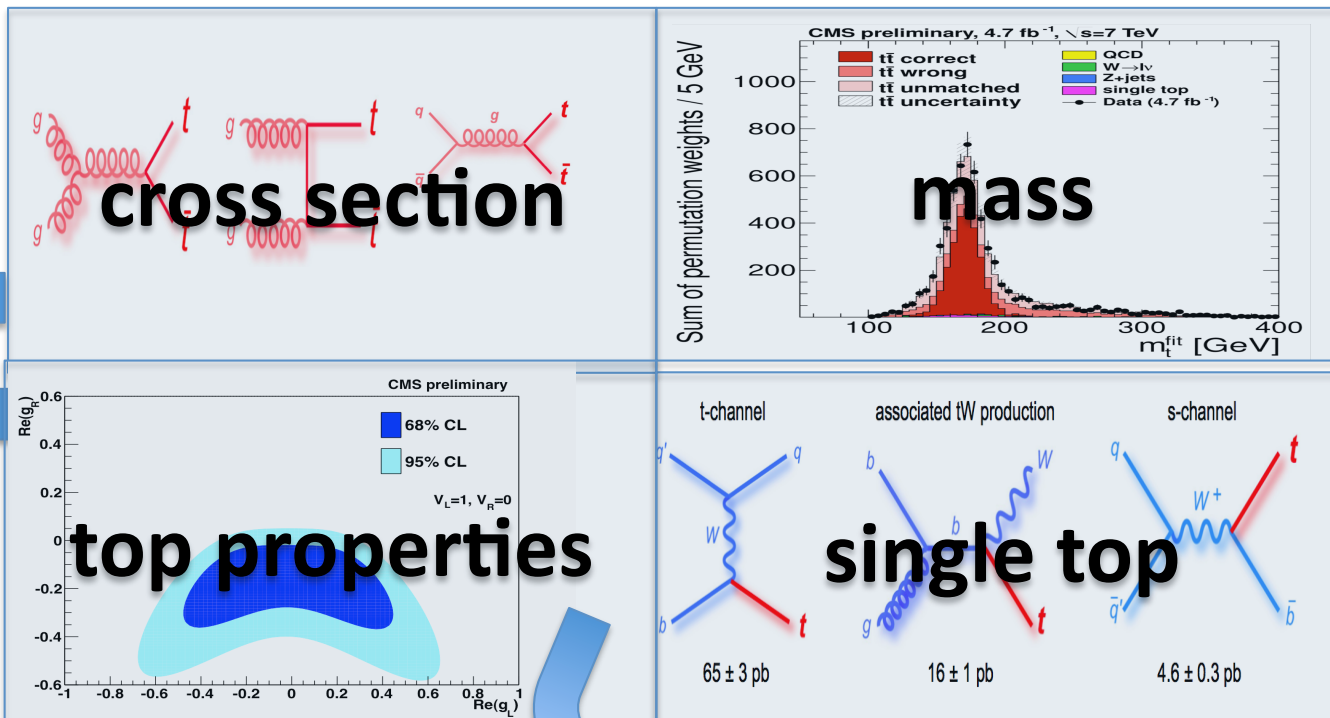 cross section
g
t
g
t
q
g
t
g
g
t̄
CMS preliminary, 4.7 fb⁻¹, √s=7 TeV
Sum of permutation weights / 5 GeV
tt̄ correct
tt̄ wrong
tt̄ unmatched
tt̄ uncertainty
QCD
W→lν
Z+jets
single top
Data (4.7 fb⁻¹)
1000
800
600
400
200
100 200 300 400
m_t^fit [GeV]
mass
CMS preliminary
Re(g_R)
68% CL
95% CL
V_L=1, V_R=0
0.6
0.4
0.2
0
-0.2
-0.4
-0.6
-1 -0.8 -0.6 -0.4 -0.2 0 0.2 0.4 0.6 0.8 1
Re(g_L)
top properties
t-channel
associated tW production
s-channel
q'
q
W
b
t
b
W
b
g
t
q
t
W⁺
q̄'
b̄
single top
65 ± 3 pb
16 ± 1 pb
4.6 ± 0.3 pb